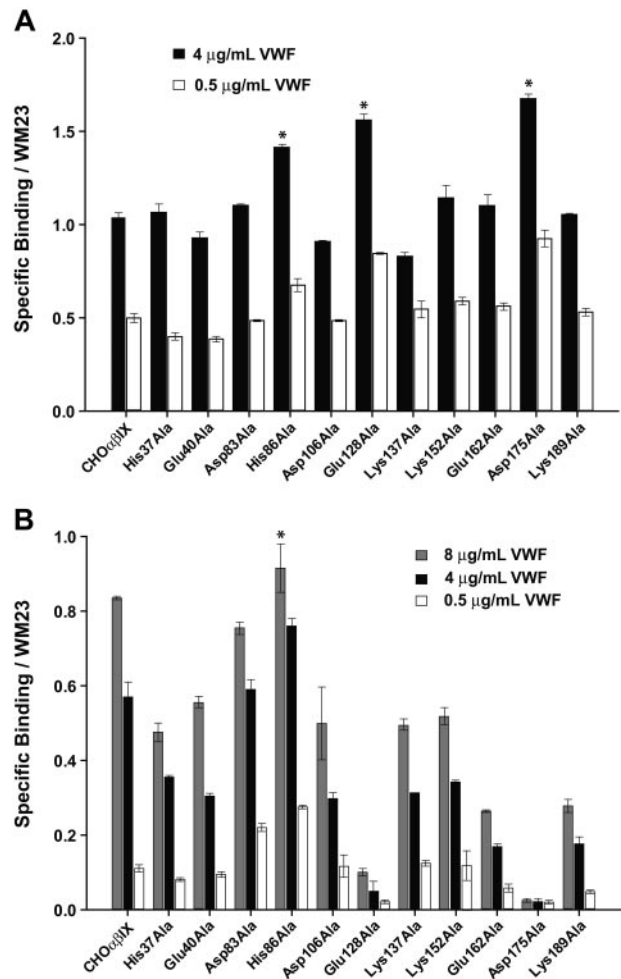 A
2.0
1.5
1.0
0.5
0.0
Specific Binding / WM23
4 μg/mL VWF
0.5 μg/mL VWF
*
*
*
CHOαβIX
His37Ala
Glu40Ala
Asp83Ala
His86Ala
Asp106Ala
Glu128Ala
Lys137Ala
Lys152Ala
Glu162Ala
Asp175Ala
Lys189Ala
B
1.0
0.8
0.6
0.4
0.2
0.0
Specific Binding / WM23
8 μg/mL VWF
4 μg/mL VWF
0.5 μg/mL VWF
*
CHOαβIX
His37Ala
Glu40Ala
Asp83Ala
His86Ala
Asp106Ala
Glu128Ala
Lys137Ala
Lys152Ala
Glu162Ala
Asp175Ala
Lys189Ala